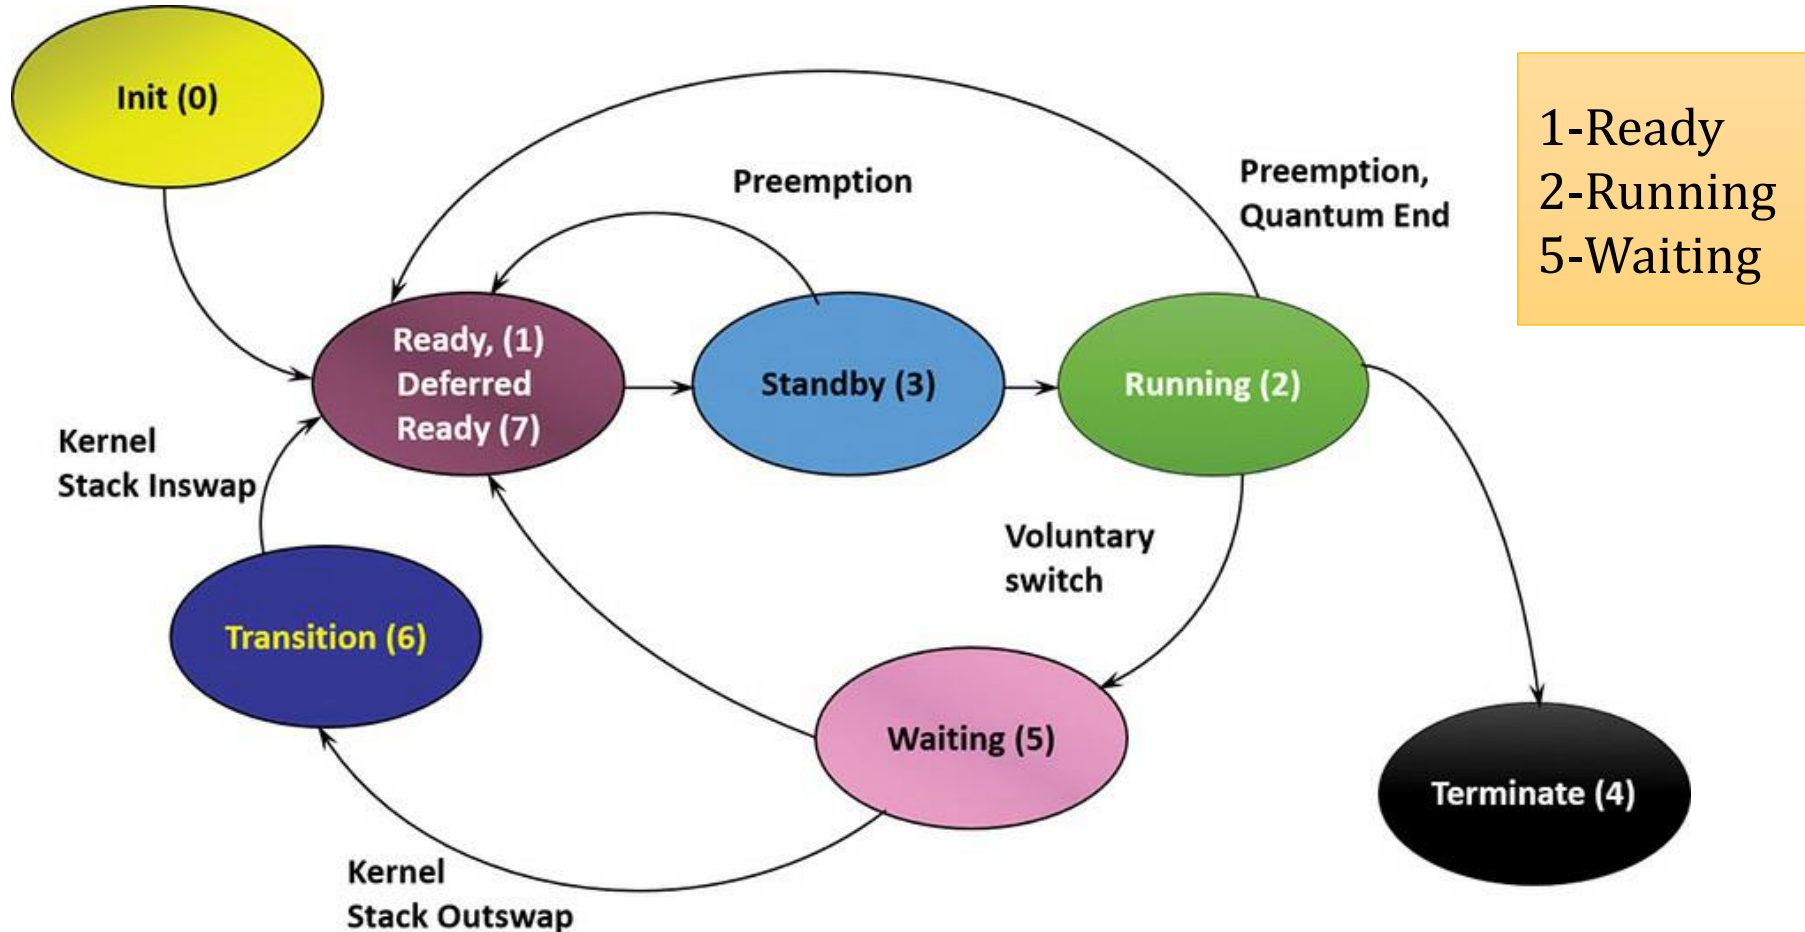 Init (0)
Preemption
Preemption,
Quantum End
1-Ready
2-Running
5-Waiting
Ready, (1)
Deferred
Ready (7)
Standby (3)
Running (2)
Kernel
Stack Inswap
Voluntary
switch
Transition (6)
Waiting (5)
Terminate (4)
Kernel
Stack Outswap